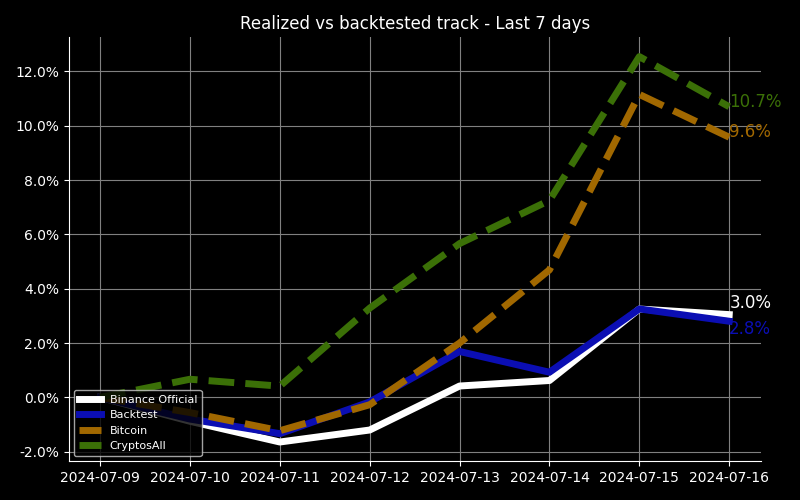 Realized vs backtested track - Last 7 days
12.0%
10.0%
8.0%
6.0%
4.0%
2.0%
0.0%
-2.0%
10.7%
9.6%
3.0%
2.8%
Binance Official
Backtest
Bitcoin
CryptosAll
2024-07-09 2024-07-10 2024-07-11 2024-07-12 2024-07-13 2024-07-14 2024-07-15 2024-07-16